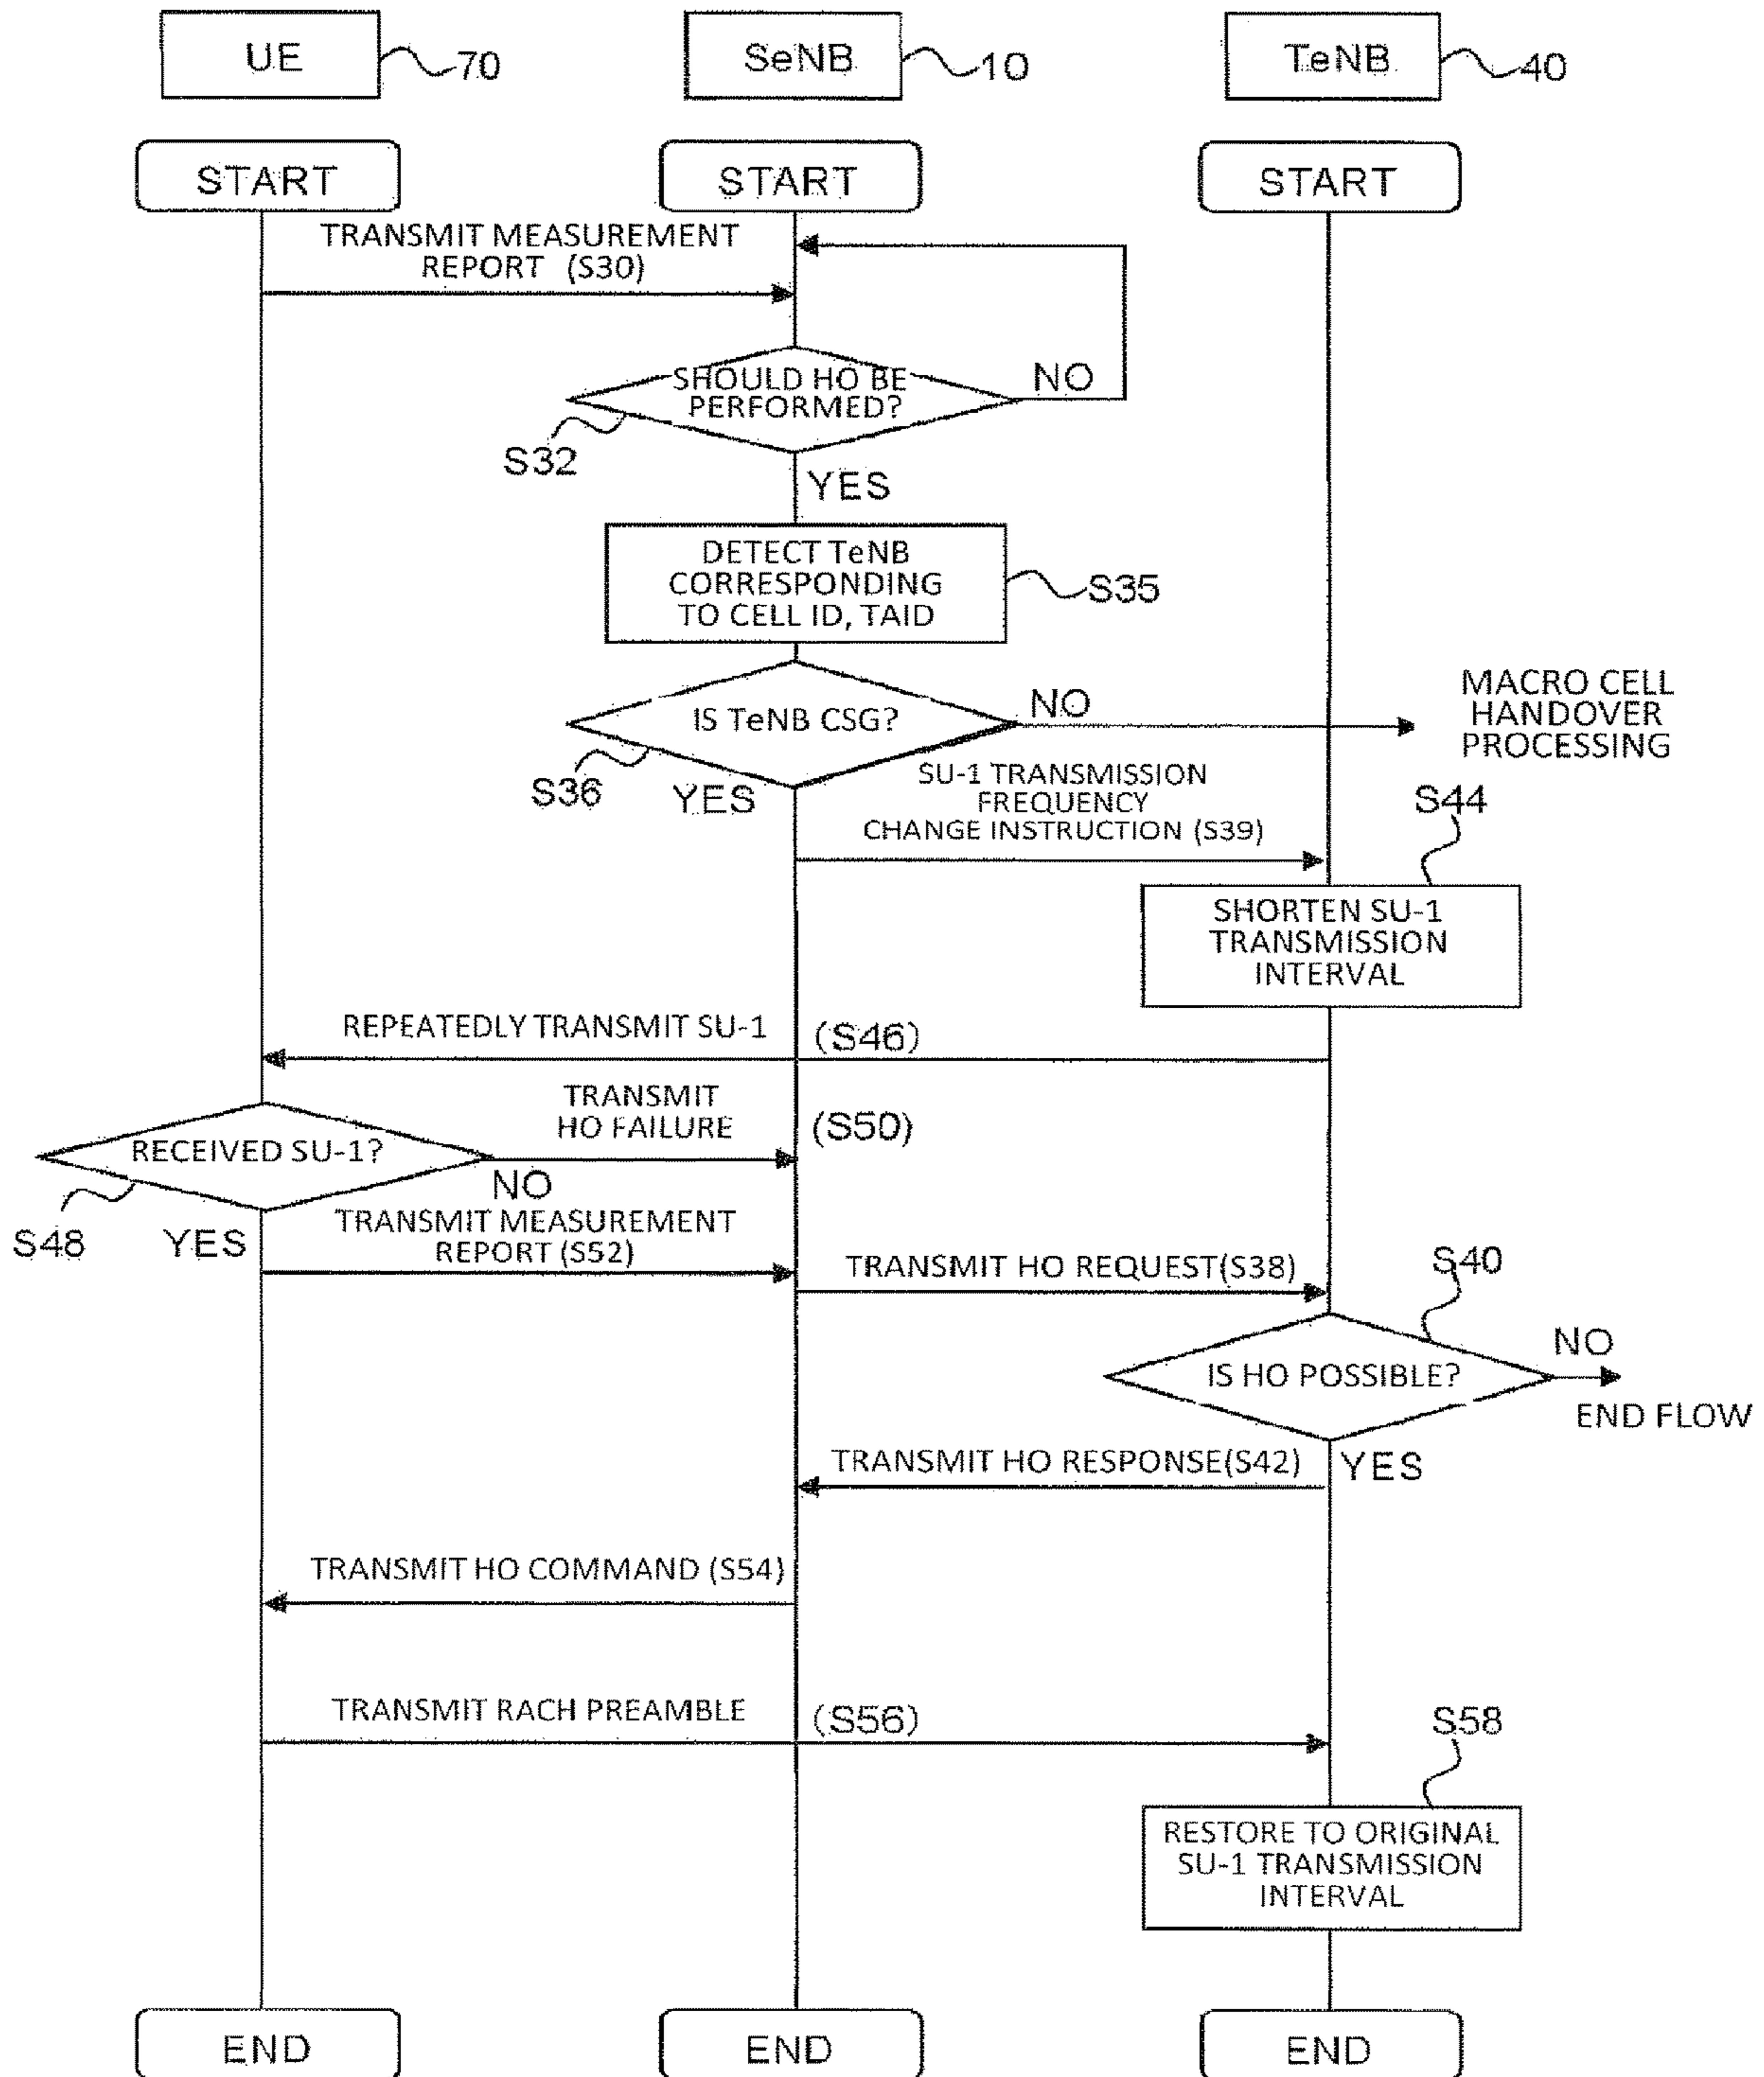 UE
70
SeNB
10
TeNB
40
START
START
START
TRANSMIT MEASUREMENT
REPORT (S30)
SHOULD HO BE
PERFORMED?
NO
S32
YES
DETECT TeNB
CORRESPONDING
TO CELL ID, TAID
S35
IS TeNB CSG?
NO
MACRO CELL
HANDOVER
PROCESSING
S36
YES
SU-1 TRANSMISSION
FREQUENCY
CHANGE INSTRUCTION (S39)
S44
SHORTEN SU-1
TRANSMISSION
INTERVAL
REPEATEDLY TRANSMIT SU-1
(S46)
TRANSMIT
HO FAILURE
(S50)
RECEIVED SU-1?
NO
S48
YES
TRANSMIT MEASUREMENT
REPORT (S52)
TRANSMIT HO REQUEST(S38)
S40
IS HO POSSIBLE?
NO
END FLOW
TRANSMIT HO RESPONSE(S42)
YES
TRANSMIT HO COMMAND (S54)
TRANSMIT RACH PREAMBLE
(S56)
S58
RESTORE TO ORIGINAL
SU-1 TRANSMISSION
INTERVAL
END
END
END